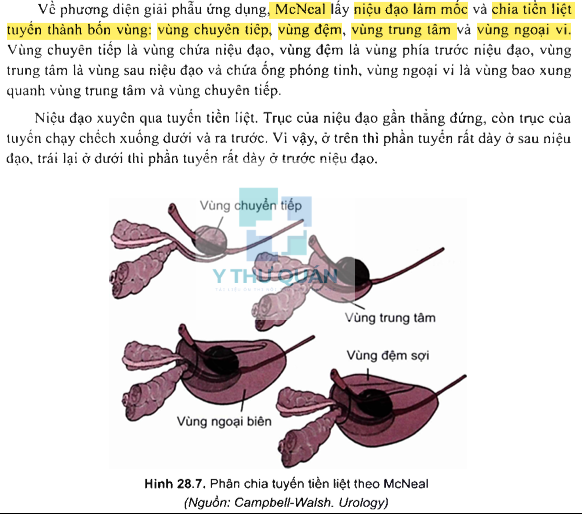 Về phương diện giải phẫu ứng dụng, McNeal lấy niệu đạo làm mốc và chia tiền liệt
tuyến thành bốn vùng: vùng chuyển tiếp, vùng đệm, vùng trung tâm và vùng ngoại vi.
Vùng chuyển tiếp là vùng chứa niệu đạo, vùng đệm là vùng phía trước niệu đạo, vùng
trung tâm là vùng sau niệu đạo và chứa ống phóng tinh, vùng ngoại vi là vùng bao xung
quanh vùng trung tâm và vùng chuyển tiếp.
Niệu đạo xuyên qua tuyến tiền liệt. Trục của niệu đạo gần thẳng đứng, còn trục của
tuyến chạy chếch xuống dưới và ra trước. Vì vậy, ở trên thì phần tuyến rất dày ở sau niệu
đạo, trái lại ở dưới thì phần tuyến rất dày ở trước niệu đạo.
Vùng chuyển tiếp
Y THƯ QUÁN
Vùng trung tâm
Vùng đệm sợi
Vùng ngoại biên
Hình 28.7. Phân chia tuyến tiền liệt theo McNeal
(Nguồn: Campbell-Walsh. Urology)